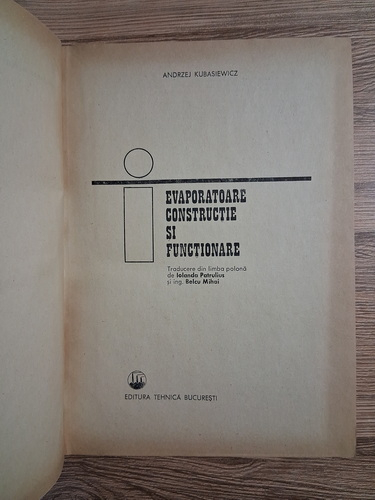 ANDRZEJ KUBASIEWICZ
EVAPORATOARE
CONSTRUCTIE
SI
FUNCTIONARE
Traducere din limba polonă
de Iolanda Patrulius
și ing. Belcu Mihai
EDITURA TEHNICĂ BUCUREȘTI